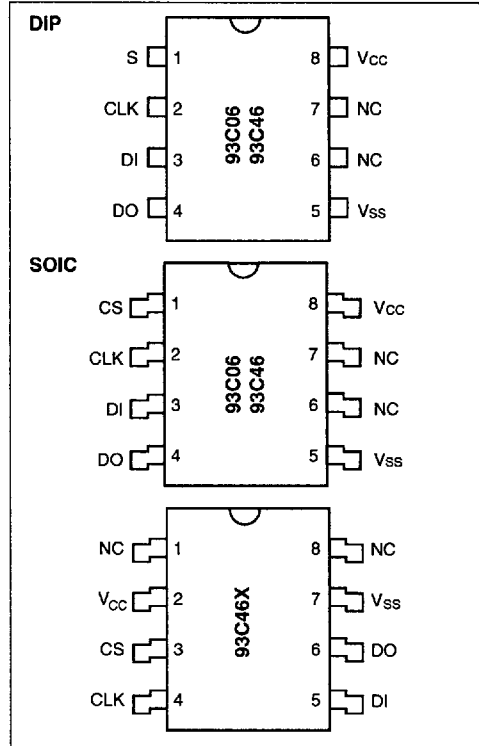 DIP
S 1 8 Vcc
CLK 2 7 NC
DI 3 6 NC
DO 4 5 Vss
93C06
93C46
SOIC
CS 1 8 Vcc
CLK 2 7 NC
DI 3 6 NC
DO 4 5 Vss
93C06
93C46
NC 1 8 NC
VCC 2 7 Vss
CS 3 6 DO
CLK 4 5 DI
93C46X